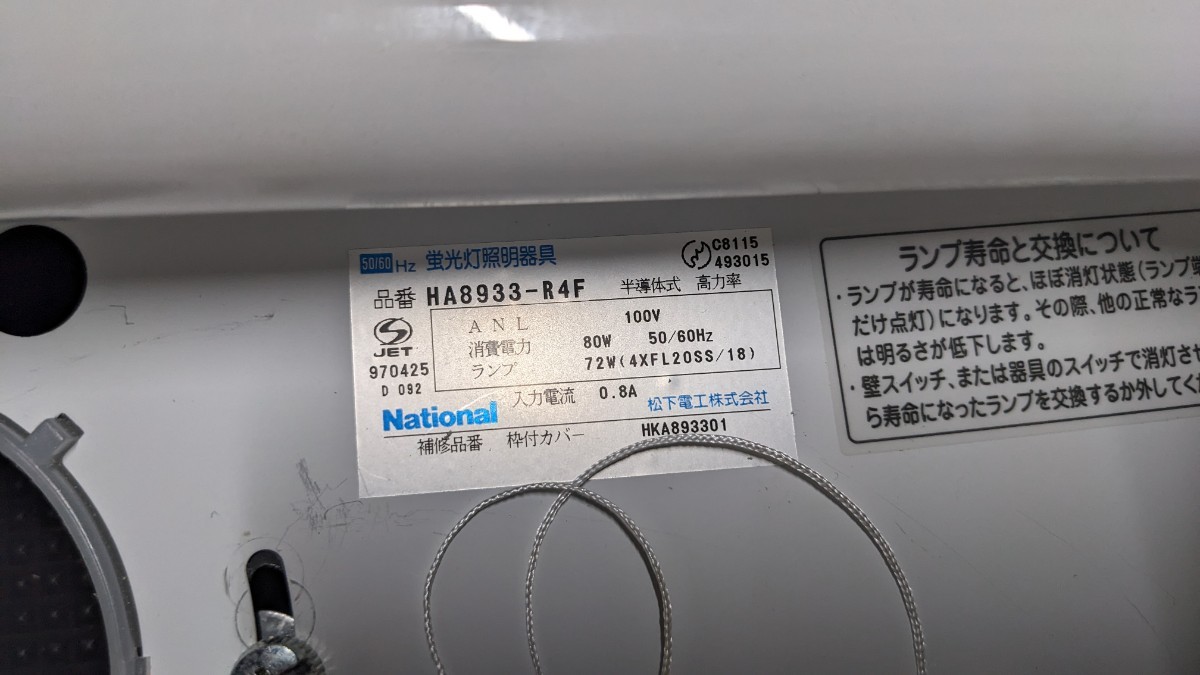 50/60 Hz 蛍光灯照明器具
C8115
493015
品番 HA8933-R4F 半導体式 高力率
JET
970425
D 092
ANL 100V
消費電力 80W 50/60Hz
ランプ 72W(4XFL20SS/18)
National 入力電流 0.8A 松下電工株式会社
補修品番 枠付カバー HKA893301
ランプ寿命と交換について
・ランプが寿命になると、ほぼ消灯状態(ランプ
だけ点灯)になります。その際、他の正常なラ
は明るさが低下します。
・壁スイッチ、または器具のスイッチで消灯させ
ら寿命になったランプを交換するか外してく